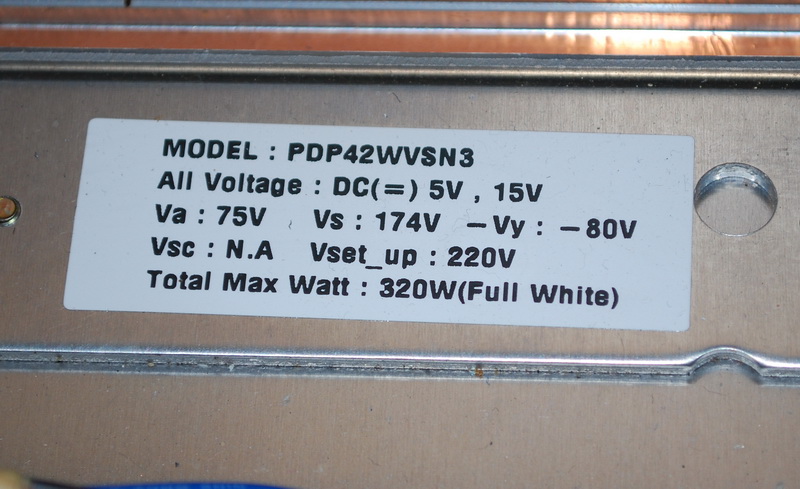 MODEL : PDP42WVSN3
All Voltage : DC(=) 5V , 15V
Va : 75V Vs : 174V -Vy : -80V
Vsc : N.A Vset_up : 220V
Total Max Watt : 320W(Full White)